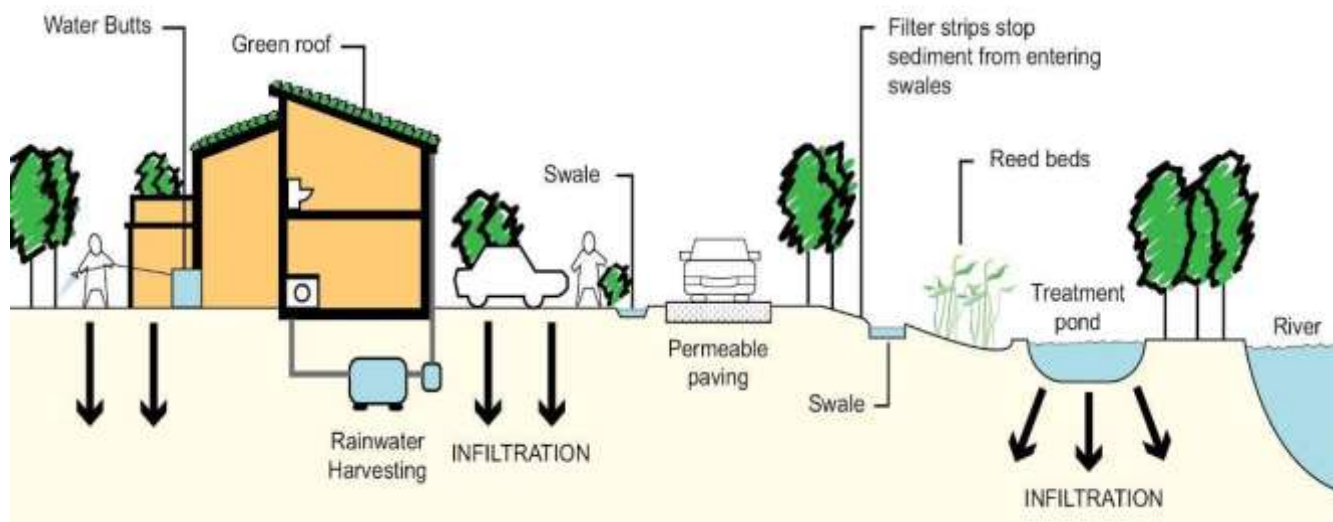 Water Butts
Green roof
Filter strips stop
sediment from entering
swales
Swale
Reed beds
Treatment
pond
River
Permeable
paving
Swale
Rainwater
Harvesting
INFILTRATION
INFILTRATION